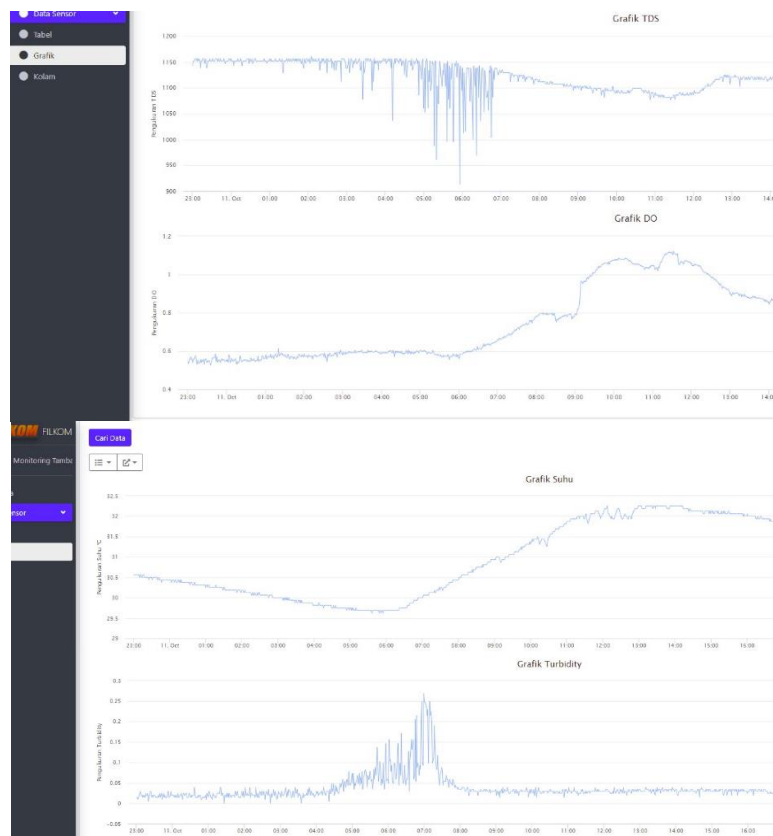 Data Sensor
Tabel
Grafik
Kolam
Grafik TDS
Pengukuran TDS
1200
1150
1100
1050
1000
950
900
23:00 11. Oct 01:00 02:00 03:00 04:00 05:00 06:00 07:00 08:00 09:00 10:00 11:00 12:00 13:00 14:0
Grafik DO
Pengukuran DO
1.2
1
0.8
0.6
0.4
23:00 11. Oct 01:00 02:00 03:00 04:00 05:00 06:00 07:00 08:00 09:00 10:00 11:00 12:00 13:00 14:0
KOM FILKOM
Monitoring Tamba
nsor
Cari Data
Grafik Suhu
Pengukuran Suhu °C
32.5
32
31.5
31
30.5
30
29.5
29
23:00 11. Oct 01:00 02:00 03:00 04:00 05:00 06:00 07:00 08:00 09:00 10:00 11:00 12:00 13:00 14:00 15:00 16:00
Grafik Turbidity
Pengukuran Turbidity
0.3
0.25
0.2
0.15
0.1
0.05
0
-0.05
23:00 11. Oct 01:00 02:00 03:00 04:00 05:00 06:00 07:00 08:00 09:00 10:00 11:00 12:00 13:00 14:00 15:00 16:00